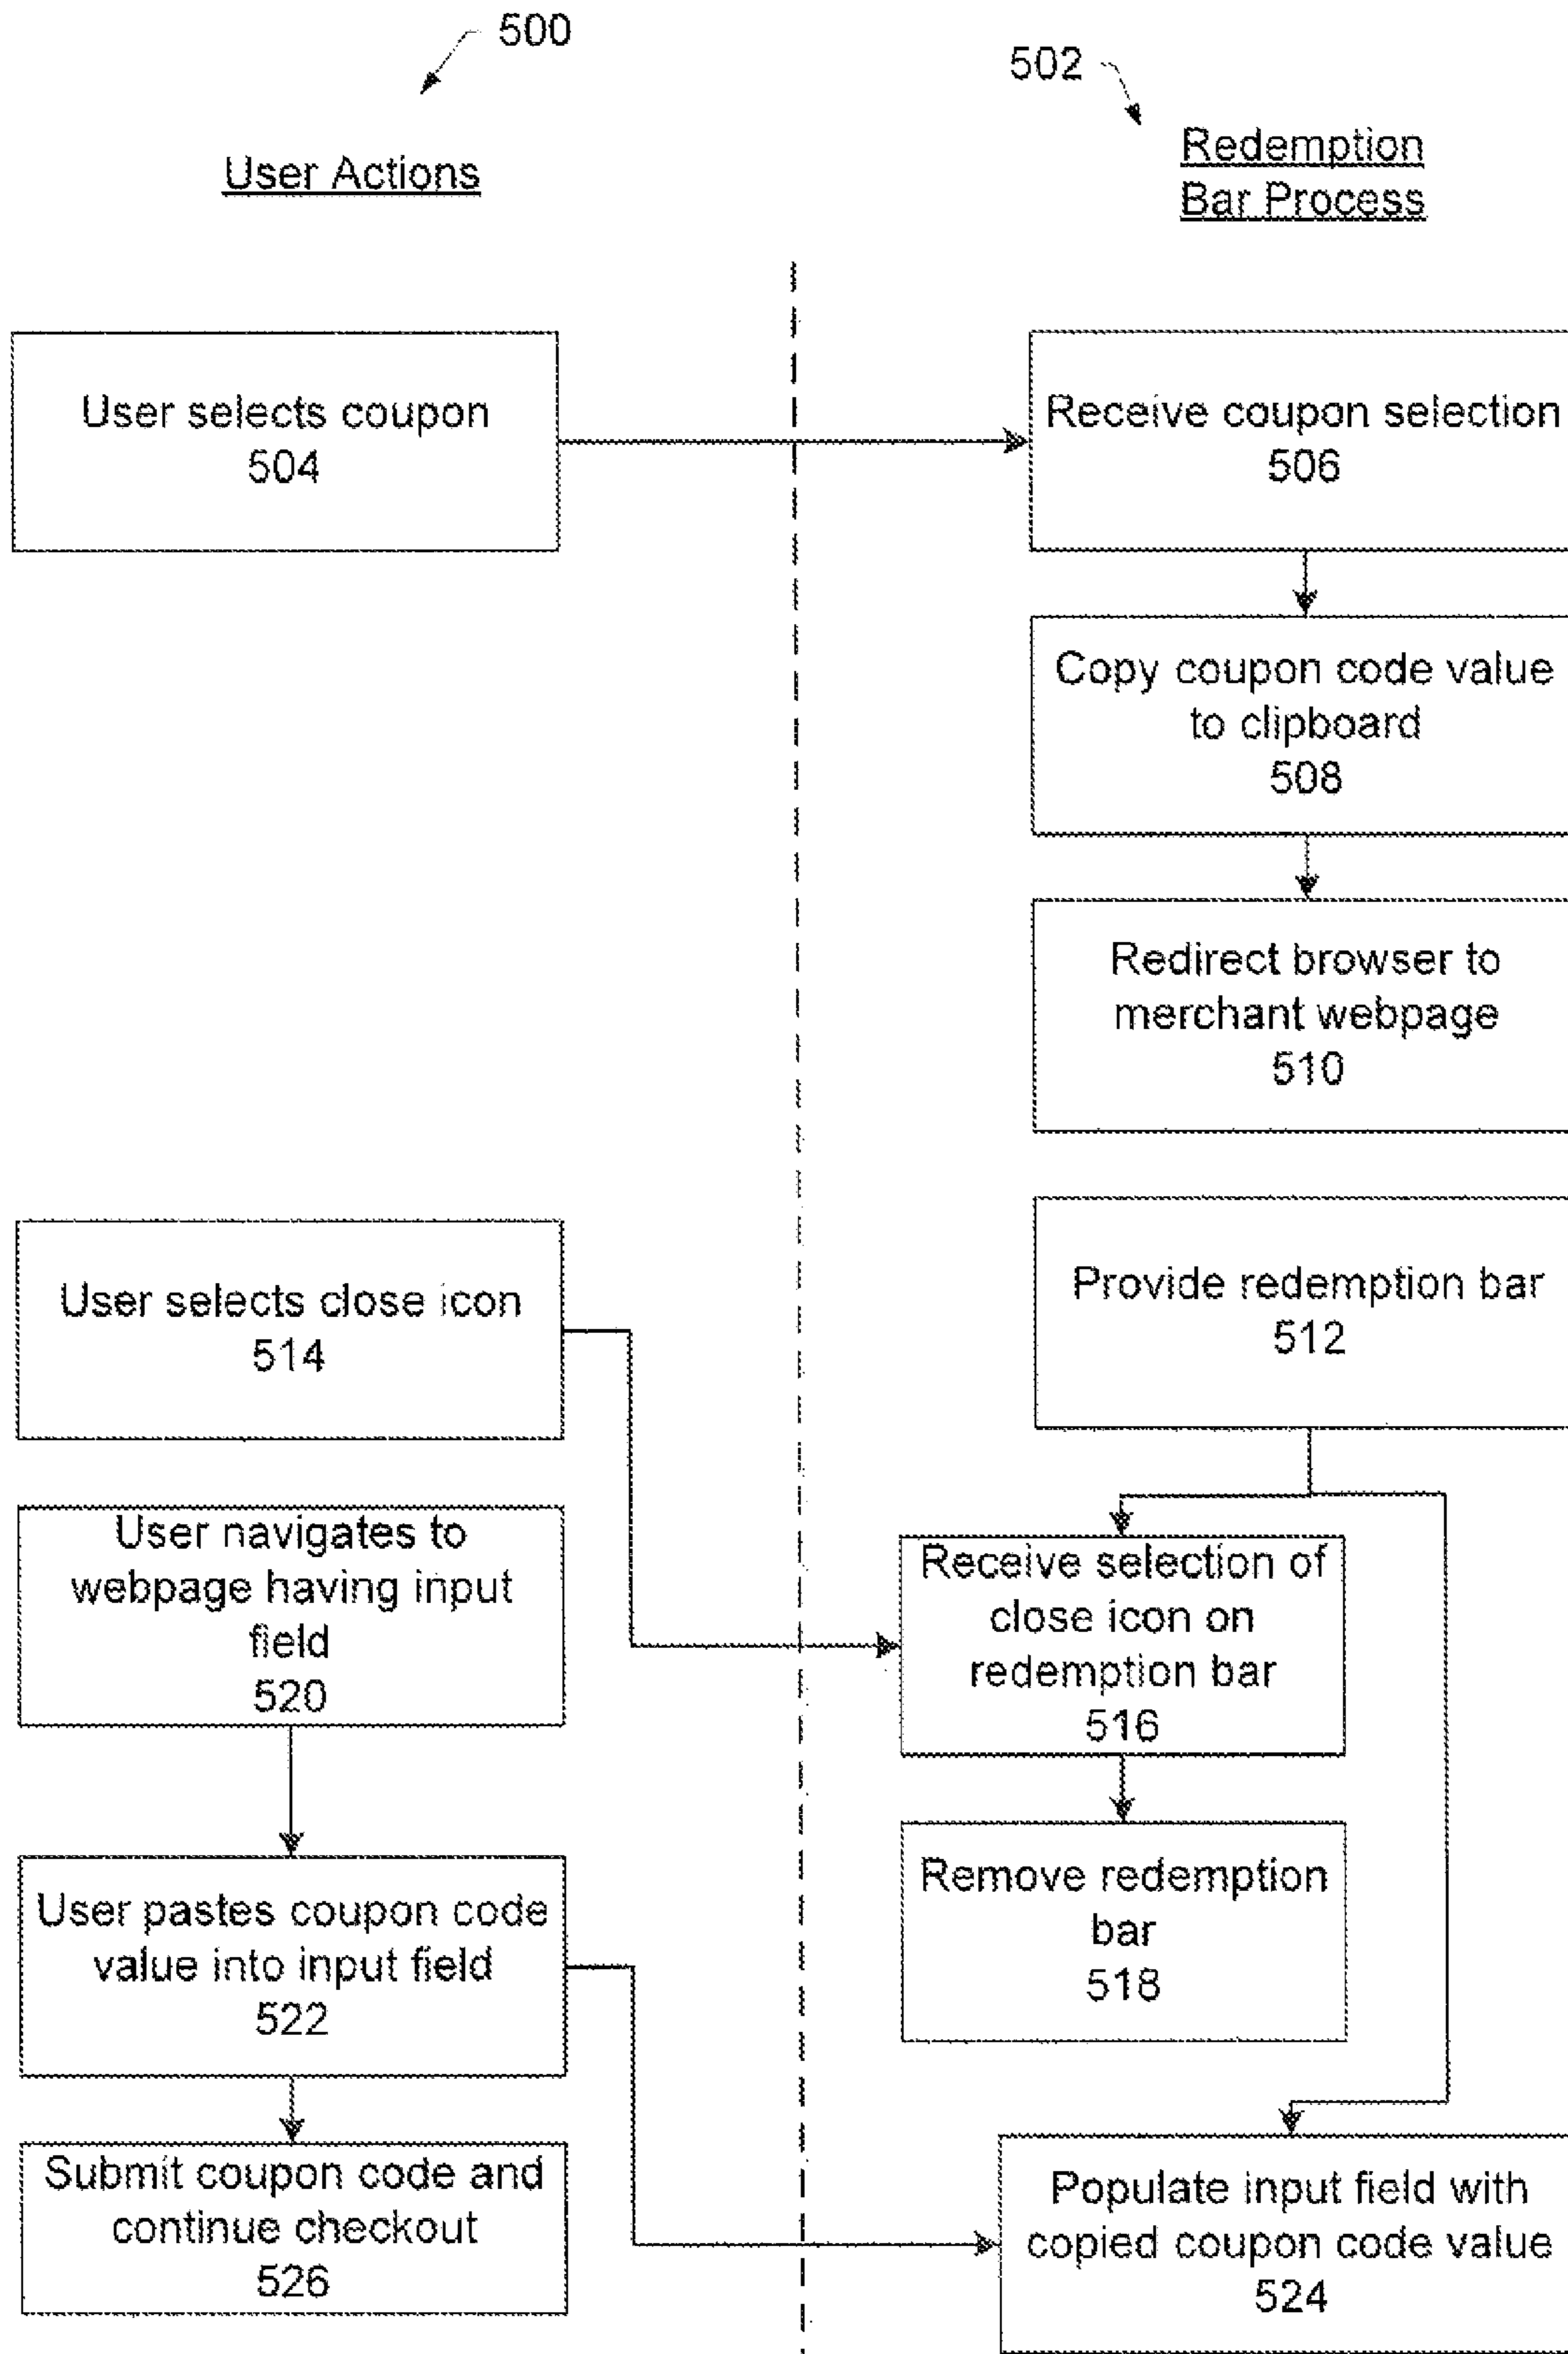 500
502
User Actions
Redemption
Bar Process
User selects coupon
504
Receive coupon selection
506
Copy coupon code value
to clipboard
508
Redirect browser to
merchant webpage
510
Provide redemption bar
512
User selects close icon
514
User navigates to
webpage having input
field
520
Receive selection of
close icon on
redemption bar
516
Remove redemption
bar
518
User pastes coupon code
value into input field
522
Submit coupon code and
continue checkout
526
Populate input field with
copied coupon code value
524